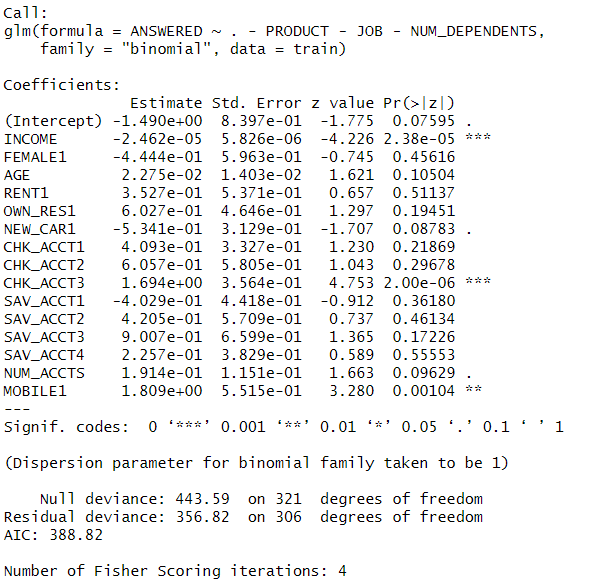 Call:
glm(formula = ANSWERED ~ . - PRODUCT - JOB - NUM_DEPENDENTS,
    family = "binomial", data = train)

Coefficients:
              Estimate Std. Error z value Pr(>|z|)
(Intercept) -1.490e+00  8.397e-01  -1.775  0.07595 .
INCOME      -2.462e-05  5.826e-06  -4.226 2.38e-05 ***
FEMALE1     -4.444e-01  5.963e-01  -0.745  0.45616
AGE          2.275e-02  1.403e-02   1.621  0.10504
RENT1        3.527e-01  5.371e-01   0.657  0.51137
OWN_RES1     6.027e-01  4.646e-01   1.297  0.19451
NEW_CAR1    -5.341e-01  3.129e-01  -1.707  0.08783 .
CHK_ACCT1    4.093e-01  3.327e-01   1.230  0.21869
CHK_ACCT2    6.057e-01  5.805e-01   1.043  0.29678
CHK_ACCT3    1.694e+00  3.564e-01   4.753 2.00e-06 ***
SAV_ACCT1   -4.029e-01  4.418e-01  -0.912  0.36180
SAV_ACCT2    4.205e-01  5.709e-01   0.737  0.46134
SAV_ACCT3    9.007e-01  6.599e-01   1.365  0.17226
SAV_ACCT4    2.257e-01  3.829e-01   0.589  0.55553
NUM_ACCTS    1.914e-01  1.151e-01   1.663  0.09629 .
MOBILE1      1.809e+00  5.515e-01   3.280  0.00104 **
---
Signif. codes:  0 ‘***’ 0.001 ‘**’ 0.01 ‘*’ 0.05 ‘.’ 0.1 ‘ ’ 1

(Dispersion parameter for binomial family taken to be 1)

    Null deviance: 443.59  on 321  degrees of freedom
Residual deviance: 356.82  on 306  degrees of freedom
AIC: 388.82

Number of Fisher Scoring iterations: 4